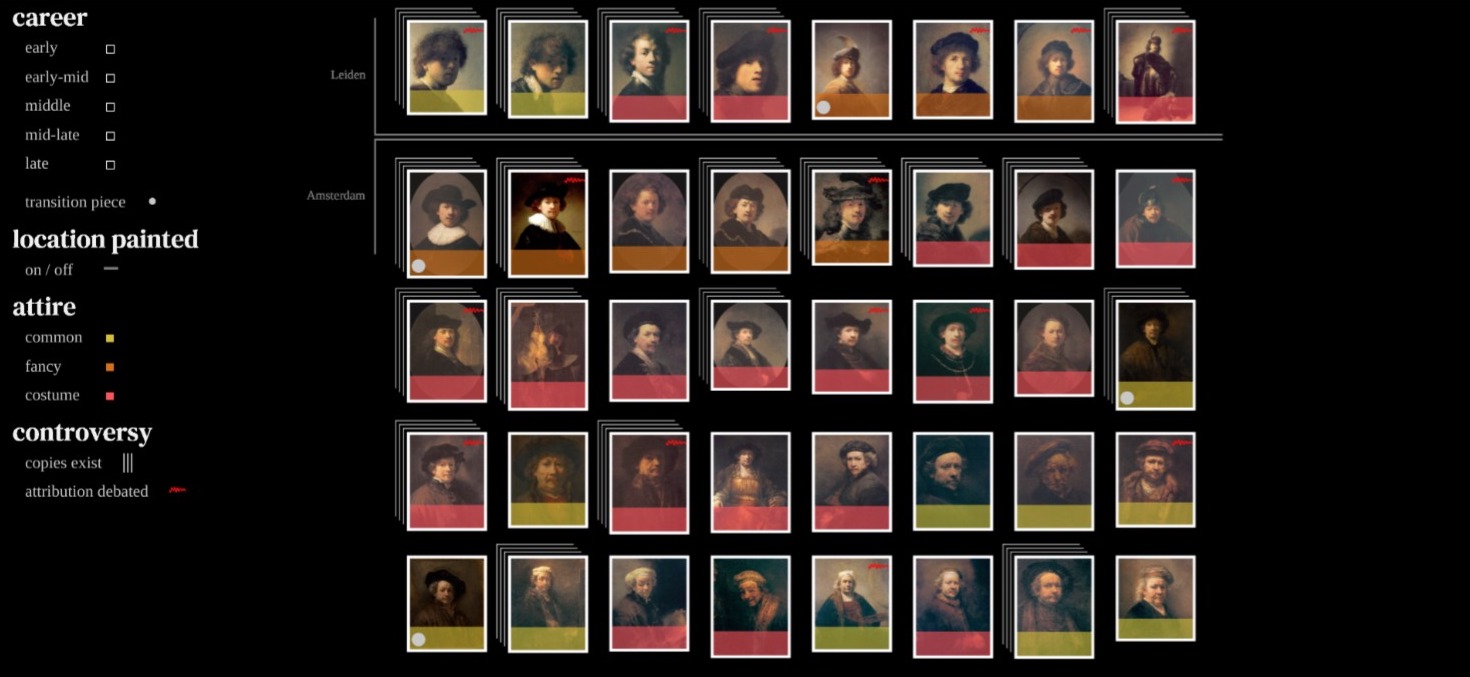 career
early
early-mid
middle
mid-late
late
transition piece
location painted
on / off
attire
common
fancy
costume
controversy
copies exist
attribution debated
Leiden
Amsterdam